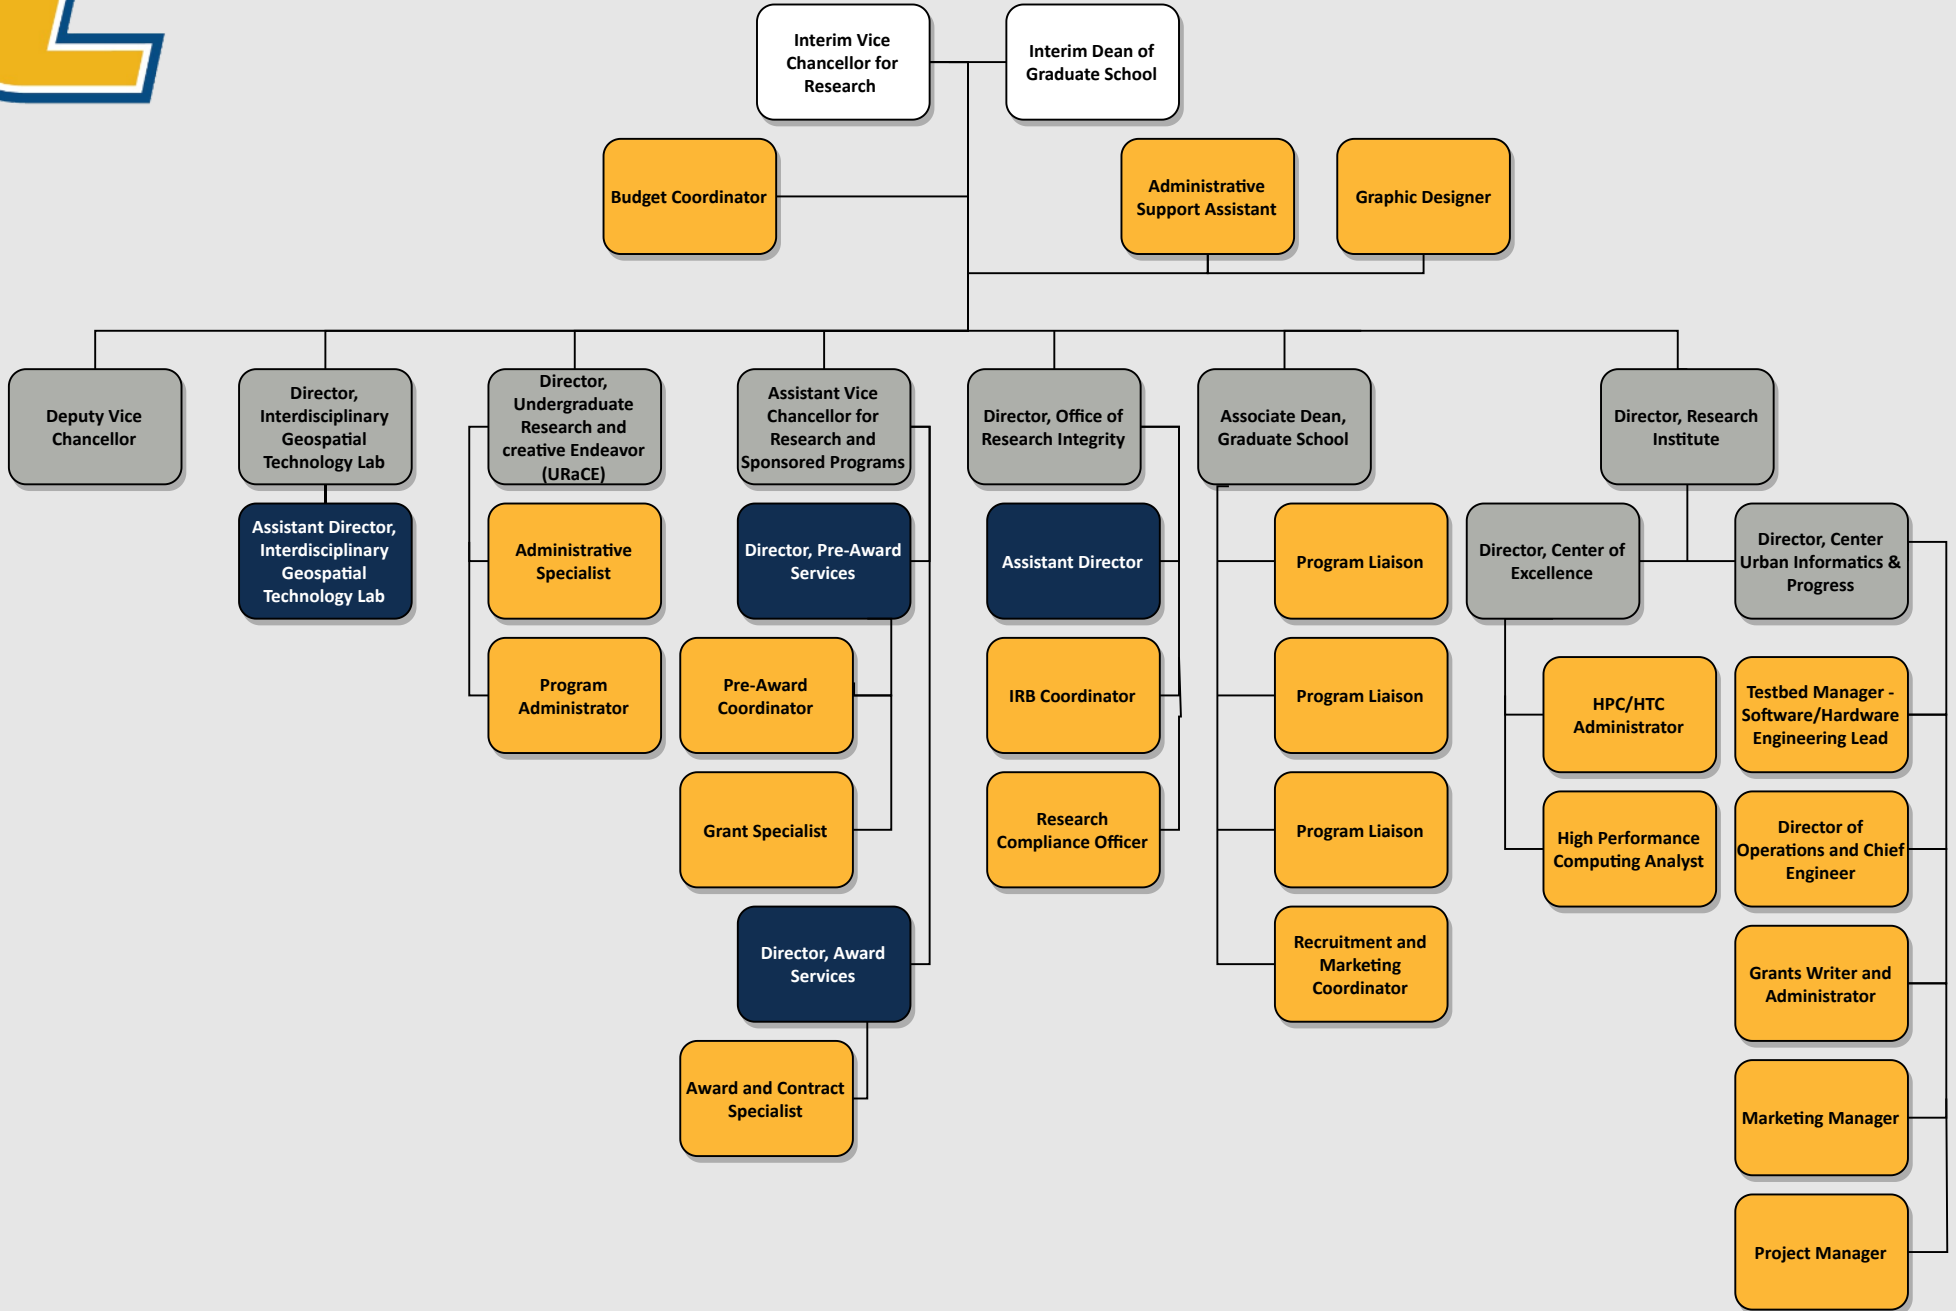 Interim Vice
Chancellor for
Research
Interim Dean of
Graduate School
Budget Coordinator
Administrative
Support Assistant
Graphic Designer
Deputy Vice
Chancellor
Director,
Interdisciplinary
Geospatial
Technology Lab
Director,
Undergraduate
Research and
creative Endeavor
(URaCE)
Assistant Vice
Chancellor for
Research and
Sponsored Programs
Director, Office of
Research Integrity
Associate Dean,
Graduate School
Director, Research
Institute
Assistant Director,
Interdisciplinary
Geospatial
Technology Lab
Administrative
Specialist
Director, Pre-Award
Services
Assistant Director
Program Liaison
Director, Center of
Excellence
Director, Center
Urban Informatics &
Progress
Program
Administrator
Pre-Award
Coordinator
IRB Coordinator
Program Liaison
HPC/HTC
Administrator
Testbed Manager -
Software/Hardware
Engineering Lead
Grant Specialist
Research
Compliance Officer
Program Liaison
High Performance
Computing Analyst
Director of
Operations and Chief
Engineer
Director, Award
Services
Recruitment and
Marketing
Coordinator
Grants Writer and
Administrator
Award and Contract
Specialist
Marketing Manager
Project Manager